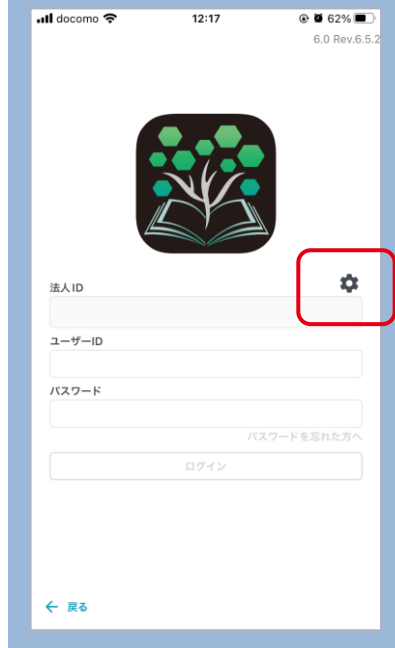 docomo 12:17 62%
6.0 Rev.6.5.2
法人ID
ユーザーID
パスワード
パスワードを忘れた方へ
ログイン
← 戻る